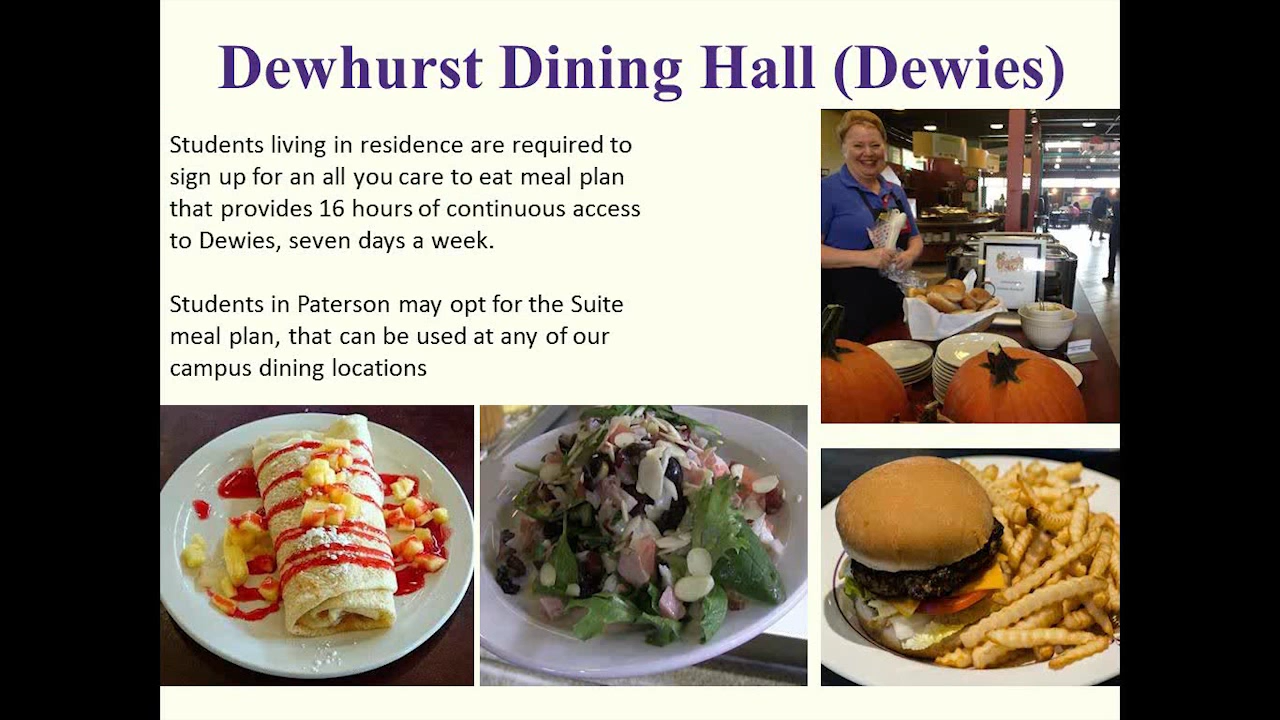 Dewhurst Dining Hall (Dewies)
Students living in residence are required to
sign up for an all you care to eat meal plan
that provides 16 hours of continuous access
to Dewies, seven days a week.
Students in Paterson may opt for the Suite
meal plan, that can be used at any of our
campus dining locations